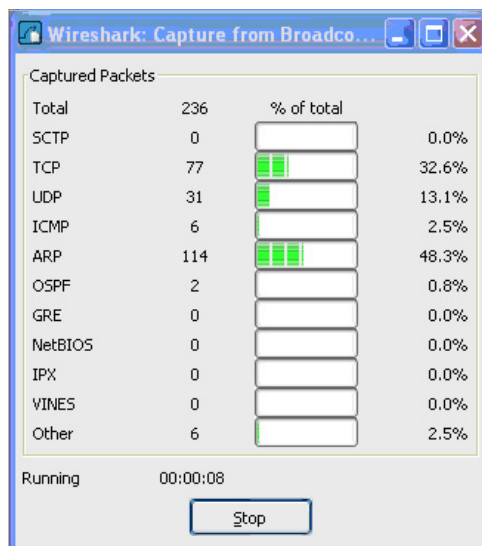 Wireshark: Capture from Broadco...
Captured Packets
Total 236 % of total
SCTP 0 0.0%
TCP 77 32.6%
UDP 31 13.1%
ICMP 6 2.5%
ARP 114 48.3%
OSPF 2 0.8%
GRE 0 0.0%
NetBIOS 0 0.0%
IPX 0 0.0%
VINES 0 0.0%
Other 6 2.5%
Running 00:00:08
Stop